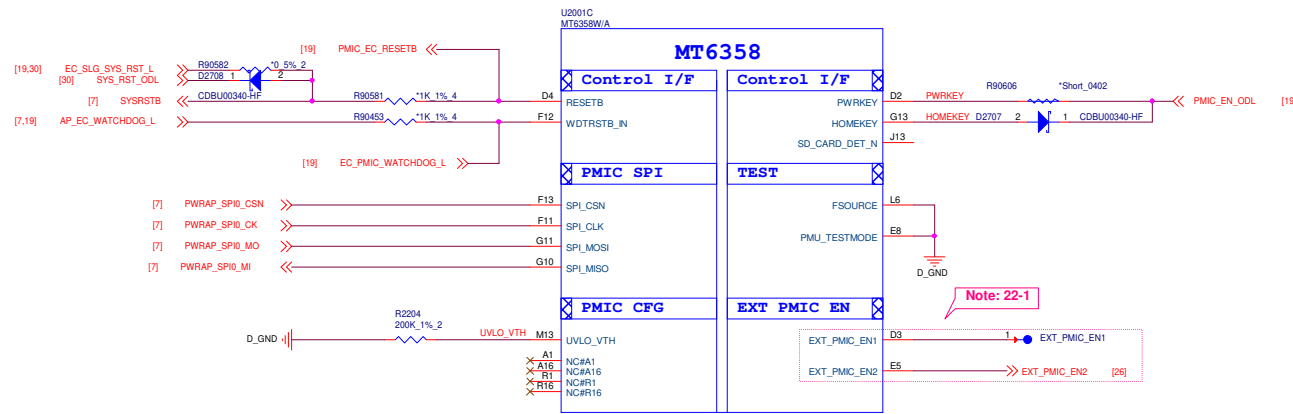 U2001C
MT6358W/A
MT6358
[19] PMIC_EC_RESETB
[19,30] EC_SLG_SYS_RST_L R90582 *0_5%_2
[30] SYS_RST_ODL D2708 1 2
[7] SYSRSTB CDBU00340-HF
R90581 *1K_1%_4
[7,19] AP_EC_WATCHDOG_L R90453 *1K_1%_4
[19] EC_PMIC_WATCHDOG_L
Control I/F
D4 RESETB
F12 WDTRSTB_IN
Control I/F
PWRKEY D2 PWRKEY R90606 *Short_0402 PMIC_EN_ODL [19
HOMEKEY G13 HOMEKEY D2707 2 1 CDBU00340-HF
SD_CARD_DET_N J13
PMIC SPI
[7] PWRAP_SPI0_CSN F13 SPI_CSN
[7] PWRAP_SPI0_CK F11 SPI_CLK
[7] PWRAP_SPI0_MO G11 SPI_MOSI
[7] PWRAP_SPI0_MI G10 SPI_MISO
TEST
FSOURCE L6
PMU_TESTMODE E8
D_GND
Note: 22-1
PMIC CFG
R2204
200K_1%_2
D_GND UVLO_VTH M13 UVLO_VTH
A1 NC#A1
A16 NC#A16
R1 NC#R1
R16 NC#R16
EXT PMIC EN
EXT_PMIC_EN1 D3 1 EXT_PMIC_EN1
EXT_PMIC_EN2 E5 EXT_PMIC_EN2 [26]